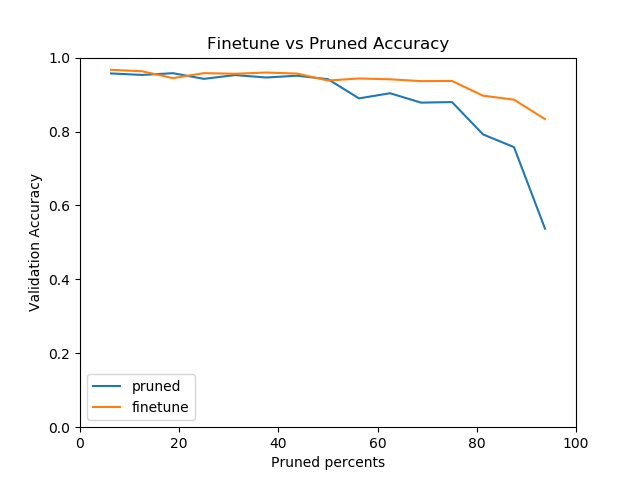 Finetune vs Pruned Accuracy
1.0
0.8
0.6
0.4
0.2
0.0
Validation Accuracy
pruned
finetune
0 20 40 60 80 100
Pruned percents